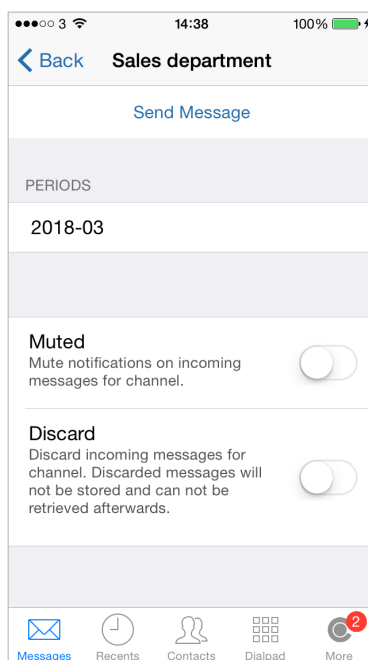 3 14:38 100%
Back Sales department
Send Message
PERIODS
2018-03
Muted
Mute notifications on incoming
messages for channel.
Discard
Discard incoming messages for
channel. Discarded messages will
not be stored and can not be
retrieved afterwards.
2
Messages Recents Contacts Dialpad More